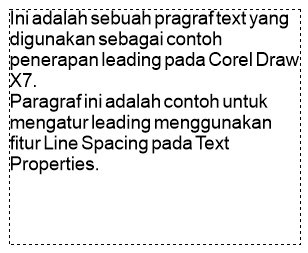 Ini adalah sebuah pragraf text yang
digunakan sebagai contoh
penerapan leading pada Corel Draw
X7.
Paragraf ini adalah contoh untuk
mengatur leading menggunakan
fitur Line Spacing pada Text
Properties.